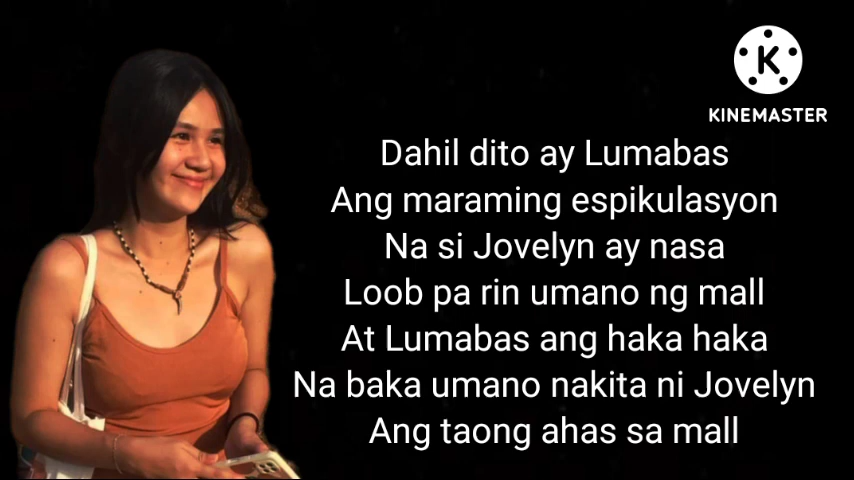 KINEMASTER
Dahil dito ay Lumabas
Ang maraming espikulasyon
Na si Jovelyn ay nasa
Loob pa rin umano ng mall
At Lumabas ang haka haka
Na baka umano nakita ni Jovelyn
Ang taong ahas sa mall